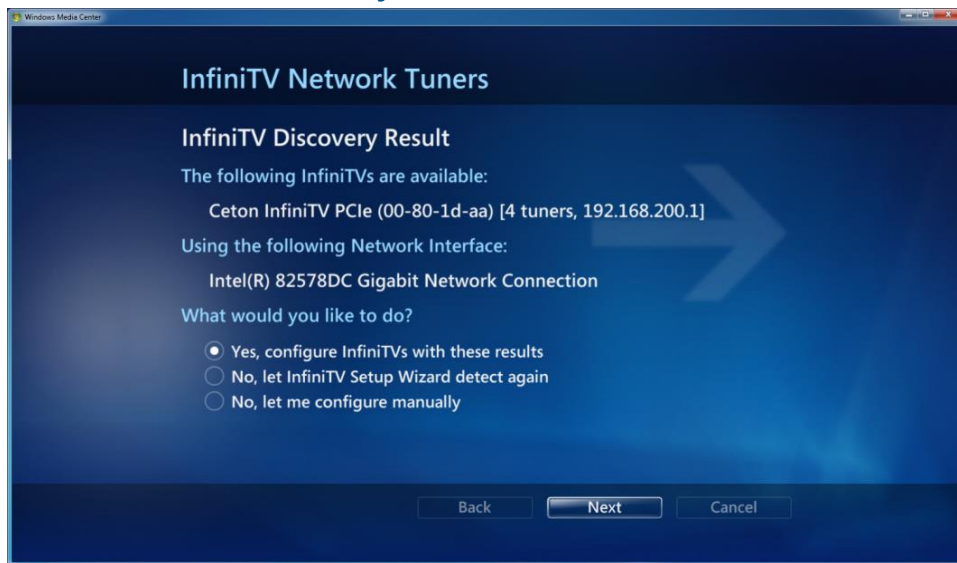 Windows Media Center
InfiniTV Network Tuners
InfiniTV Discovery Result
The following InfiniTVs are available:
Ceton InfiniTV PCIe (00-80-1d-aa) [4 tuners, 192.168.200.1]
Using the following Network Interface:
Intel(R) 82578DC Gigabit Network Connection
What would you like to do?
Yes, configure InfiniTVs with these results
No, let InfiniTV Setup Wizard detect again
No, let me configure manually
Back Next Cancel